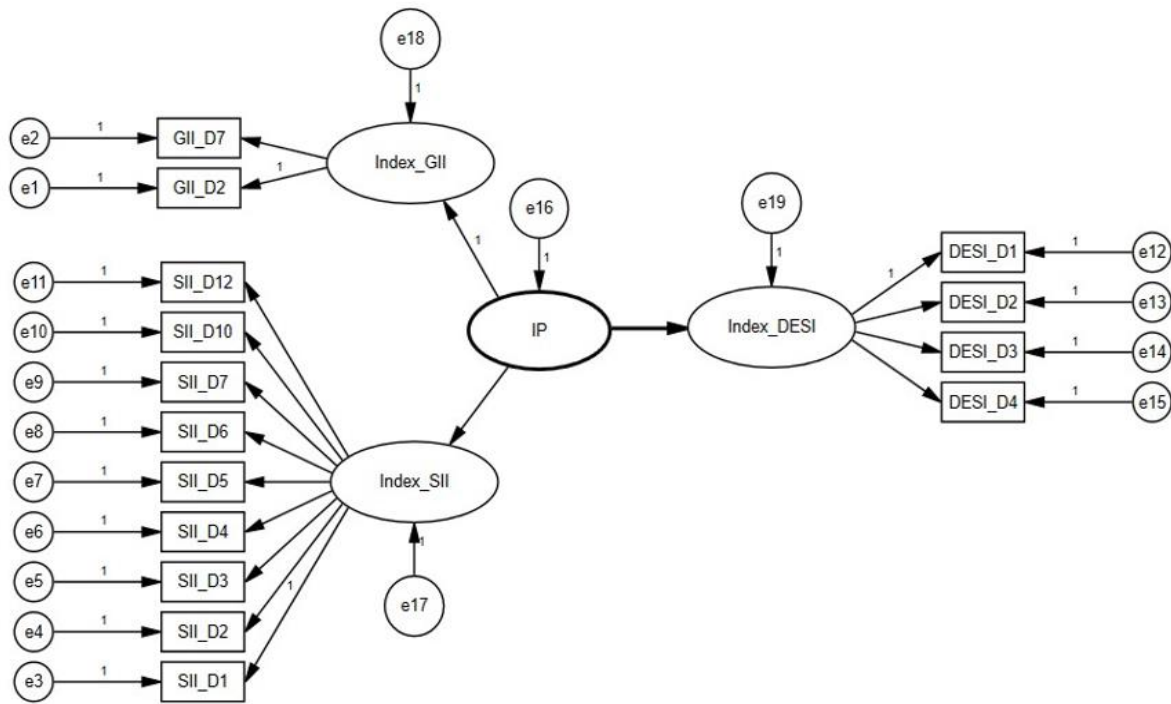 e18
1
e2
1
GII_D7
Index_GII
e1
1
GII_D2
1
1
e16
1
e19
1
e11
1
SII_D12
e10
1
SII_D10
e9
1
SII_D7
e8
1
SII_D6
e7
1
SII_D5
e6
1
SII_D4
e5
1
SII_D3
e4
1
SII_D2
e3
1
SII_D1
1
Index_SII
1
e17
IP
Index_DESI
1
DESI_D1
1
e12
DESI_D2
1
e13
DESI_D3
1
e14
DESI_D4
1
e15